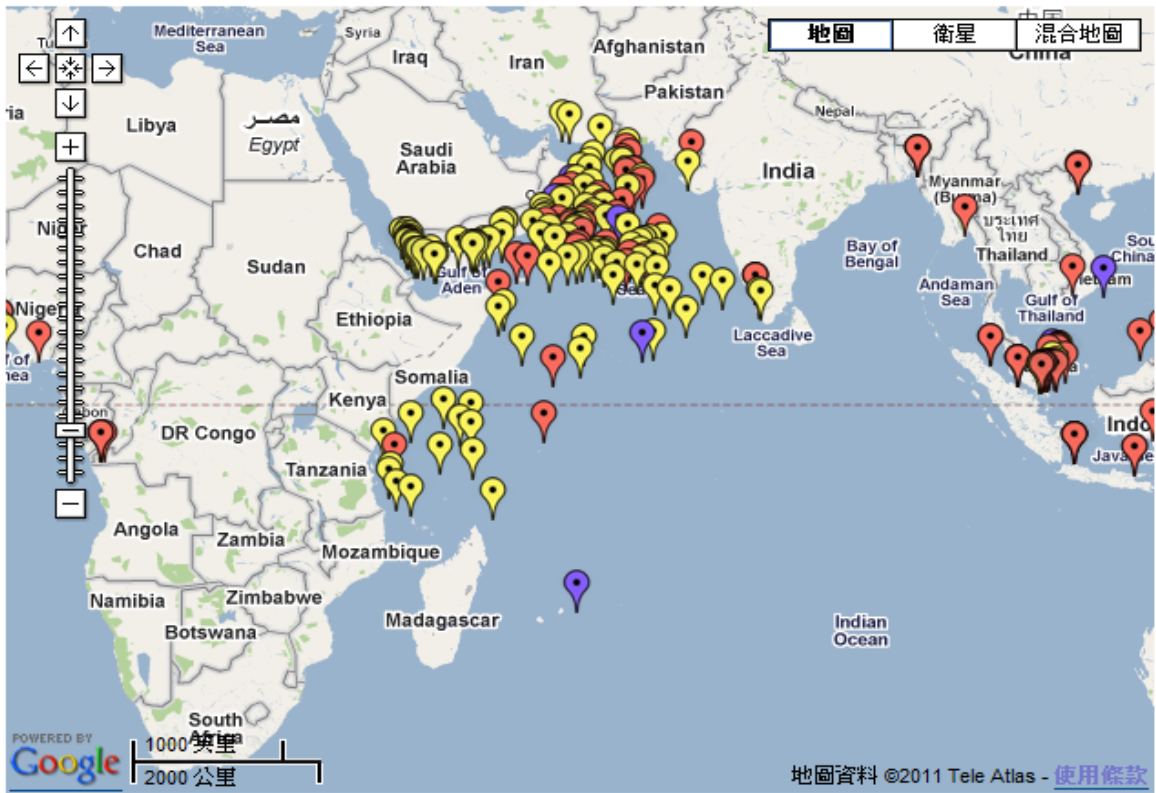 Mediterranean
Sea
Syria
Iraq
Iran
Afghanistan
Pakistan
地圖
衛星
混合地圖
中国
China
Nepal
Libya
مصر
Egypt
Saudi
Arabia
India
Myanmar
(Burma)
ประเทศ
ไทย
Thailand
Chad
Sudan
Gulf of
Aden
Bay of
Bengal
Andaman
Sea
Gulf of
Thailand
Ethiopia
Laccadive
Sea
Somalia
Kenya
DR Congo
Tanzania
Angola
Zambia
Mozambique
Namibia
Zimbabwe
Botswana
Madagascar
Indian
Ocean
South
Africa
POWERED BY
Google
1000 英里
2000 公里
地圖資料 ©2011 Tele Atlas - 使用條款